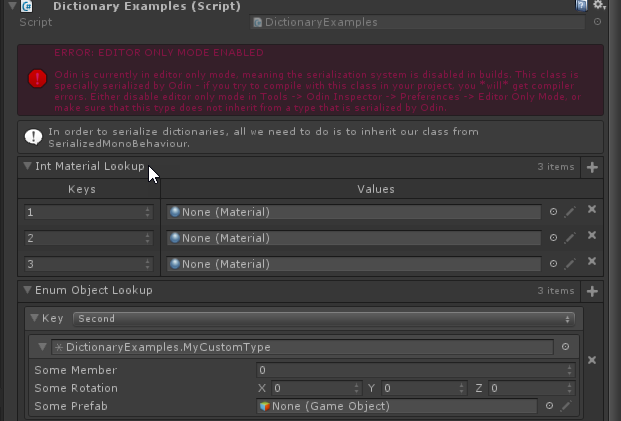 Dictionary Examples (Script)
Script DictionaryExamples
ERROR: EDITOR ONLY MODE ENABLED
Odin is currently in editor only mode, meaning the serialization system is disabled in builds. This class is
specially serialized by Odin - if you try to compile with this class in your project, you *will* get compiler
errors. Either disable editor only mode in Tools -> Odin Inspector -> Preferences -> Editor Only Mode, or
make sure that this type does not inherit from a type that is serialized by Odin.
In order to serialize dictionaries, all we need to do is to inherit our class from
SerializedMonoBehaviour.
Int Material Lookup 3 items
Keys Values
1 None (Material)
2 None (Material)
3 None (Material)
Enum Object Lookup 3 items
Key Second
DictionaryExamples.MyCustomType
Some Member 0
Some Rotation X 0 Y 0 Z 0
Some Prefab None (Game Object)